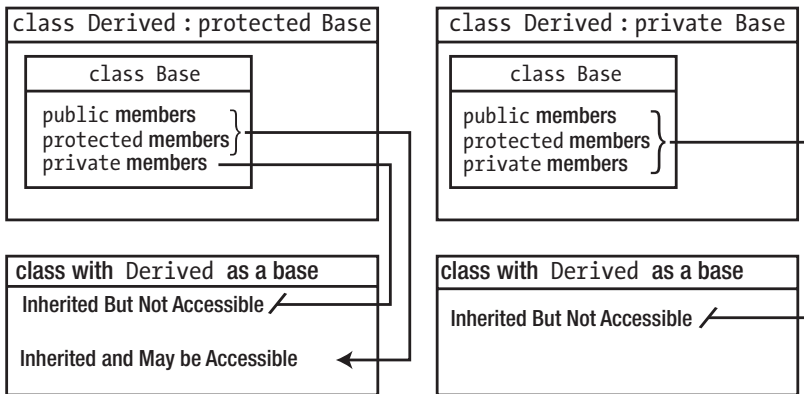 class Derived : protected Base
class Base
public members
protected members
private members
class with Derived as a base
Inherited But Not Accessible
Inherited and May be Accessible
class Derived : private Base
class Base
public members
protected members
private members
class with Derived as a base
Inherited But Not Accessible